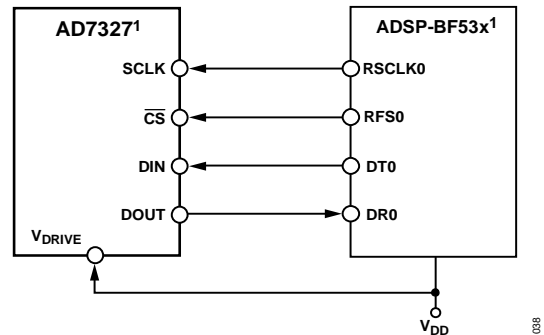 AD7327¹
ADSP-BF53x¹
SCLK
RSCLK0
CS
RFS0
DIN
DT0
DOUT
DR0
VDRIVE
VDD
038